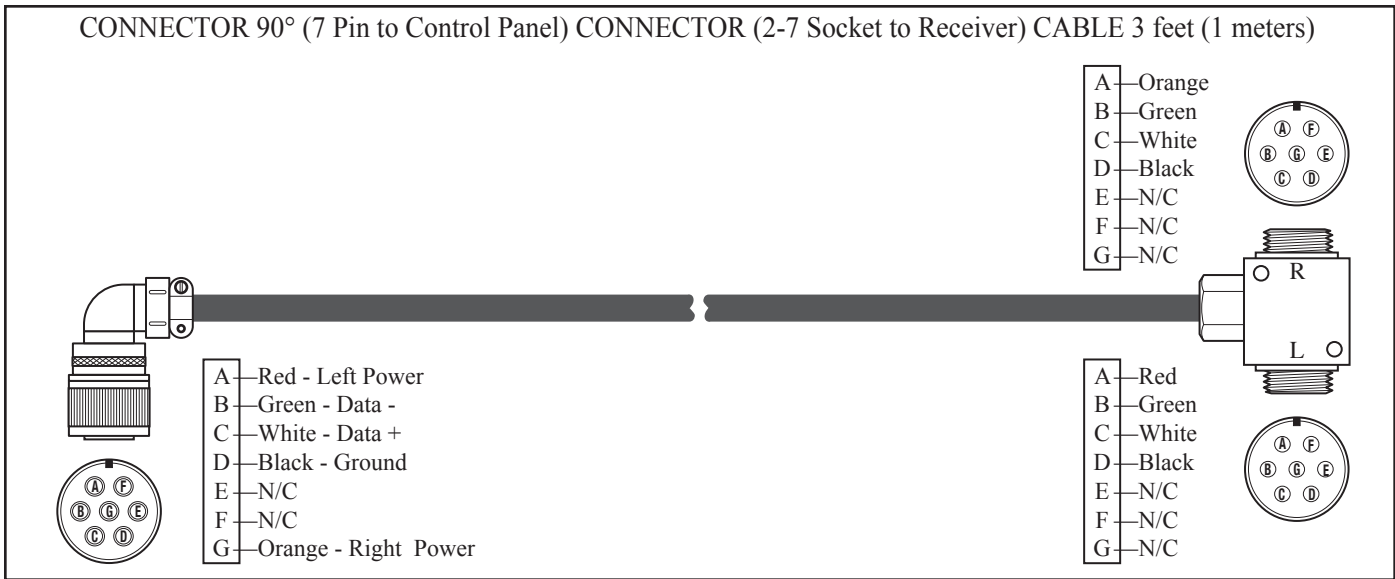 CONNECTOR 90° (7 Pin to Control Panel) CONNECTOR (2-7 Socket to Receiver) CABLE 3 feet (1 meters)
A Orange
B Green
C White
D Black
E N/C
F N/C
G N/C
A F
B G E
C D
R
L
A Red - Left Power
B Green - Data -
C White - Data +
D Black - Ground
E N/C
F N/C
G Orange - Right Power
A F
B G E
C D
A Red
B Green
C White
D Black
E N/C
F N/C
G N/C
A F
B G E
C D